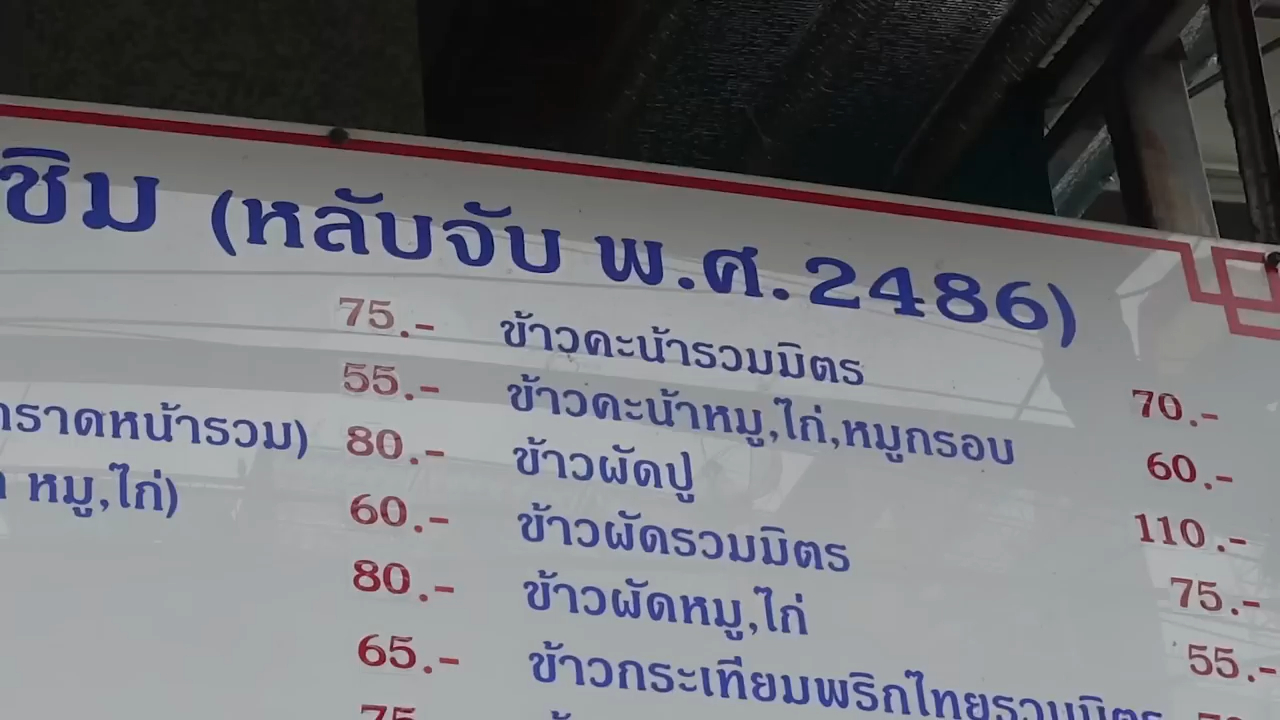 ชิม (หลับจับ พ.ศ.2486)
75.- ข้าวคะน้ารวมมิตร 70.-
55.- ข้าวคะน้าหมู,ไก่,หมูกรอบ 60.-
ราดหน้ารวม) 80.- ข้าวผัดปู 110.-
หมู,ไก่) 60.- ข้าวผัดรวมมิตร 75.-
80.- ข้าวผัดหมู,ไก่ 55.-
65.- ข้าวกระเทียมพริกไทยรวมมิตร
75